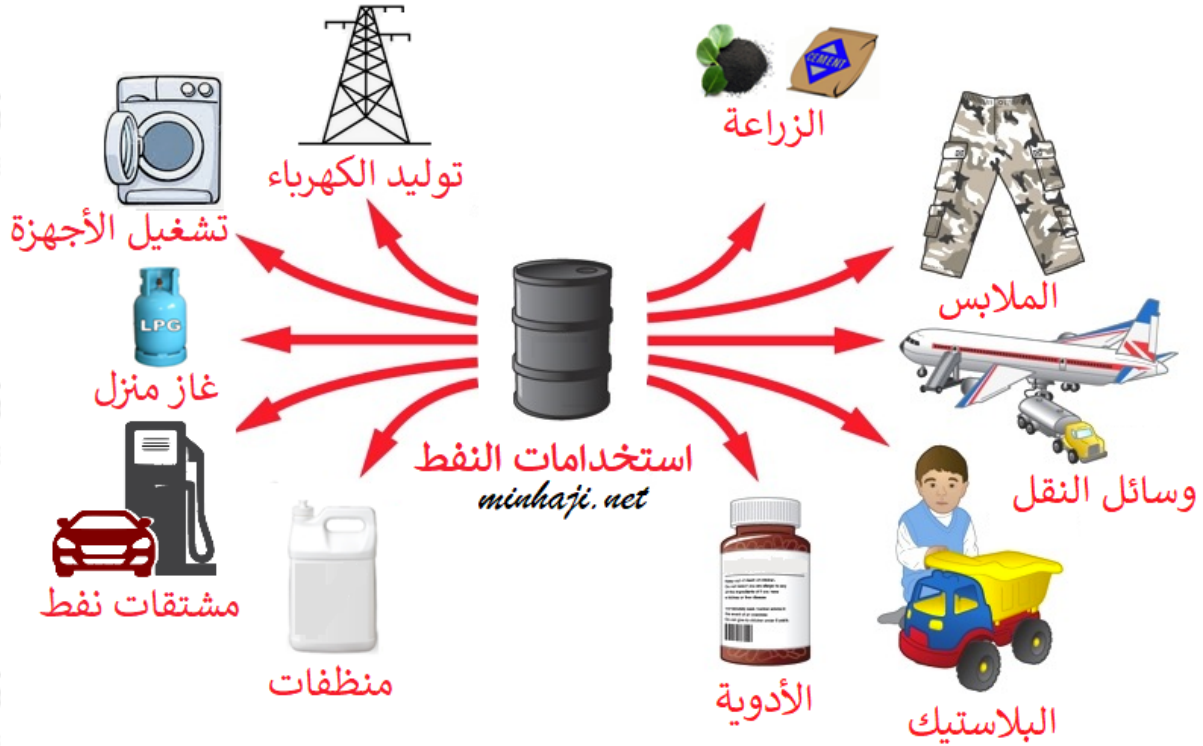 CEMENT
الزراعة
توليد الكهرباء
الملابس
تشغيل الأجهزة
LPG
غاز منزل
استخدامات النفط
minhaji.net
وسائل النقل
مشتقات نفط
منظفات
الأدوية
البلاستيك